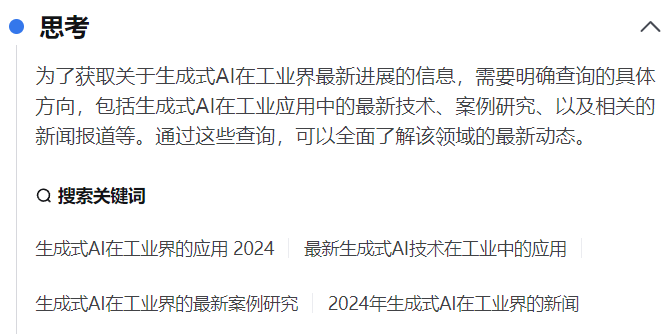 思考
为了获取关于生成式AI在工业界最新进展的信息，需要明确查询的具体
方向，包括生成式AI在工业应用中的最新技术、案例研究、以及相关的
新闻报道等。通过这些查询，可以全面了解该领域的最新动态。
搜索关键词
生成式AI在工业界的应用 2024 最新生成式AI技术在工业中的应用
生成式AI在工业界的最新案例研究 2024年生成式AI在工业界的新闻